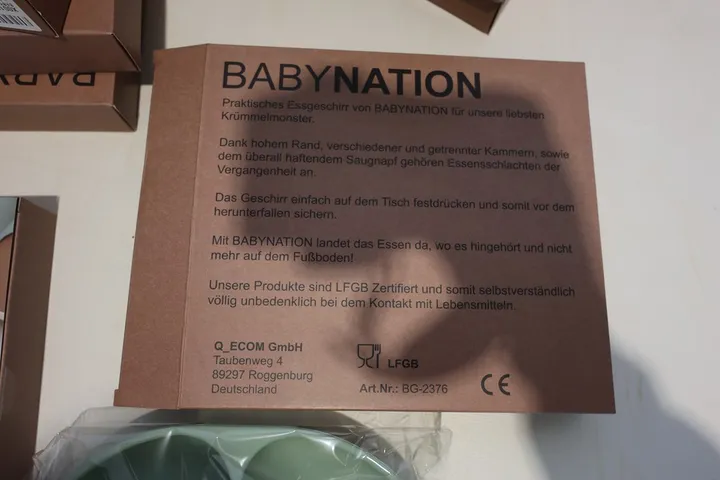 BABYNATION
Praktisches Essgeschirr von BABYNATION für unsere liebsten
Krümmelmonster.
Dank hohem Rand, verschiedener und getrennter Kammern, sowie
dem überall haftendem Saugnapf gehören Essensschlachten der
Vergangenheit an.
Das Geschirr einfach auf dem Tisch festdrücken und somit vor dem
herunterfallen sichern.
Mit BABYNATION landet das Essen da, wo es hingehört und nicht
mehr auf dem Fußboden!
Unsere Produkte sind LFGB Zertifiert und somit selbstverständlich
völlig unbedenklich bei dem Kontakt mit Lebensmitteln.
Q_ECOM GmbH
Taubenweg 4
89297 Roggenburg
Deutschland
LFGB
Art.Nr.: BG-2376
CE
BABY